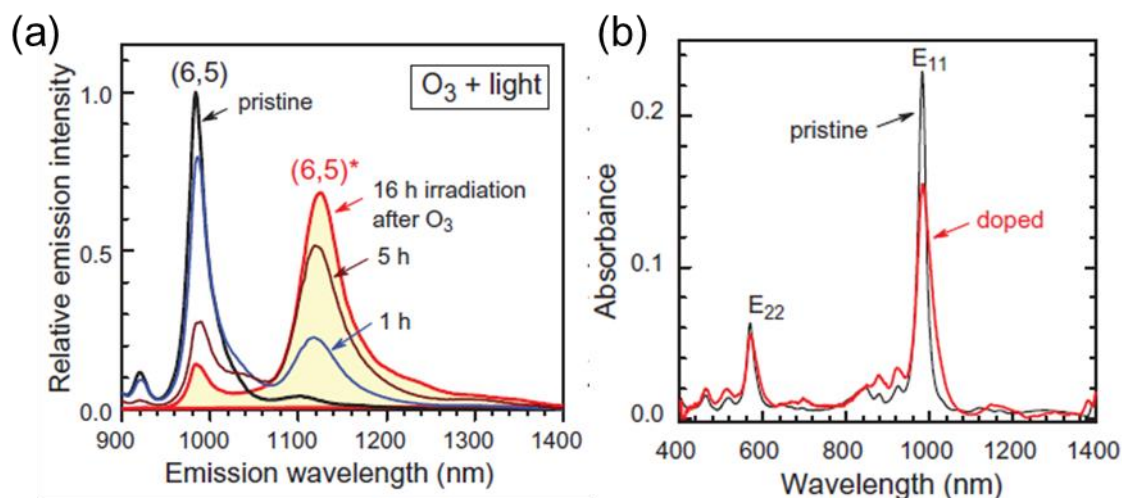 (a)
(6,5)
O₃ + light
pristine
(6,5)*
16 h irradiation
after O₃
5 h
1 h
Relative emission intensity
1.0
0.5
0.0
900 1000 1100 1200 1300 1400
Emission wavelength (nm)
(b)
E₁₁
pristine
doped
E₂₂
Absorbance
0.2
0.1
0.0
400 600 800 1000 1200 1400
Wavelength (nm)